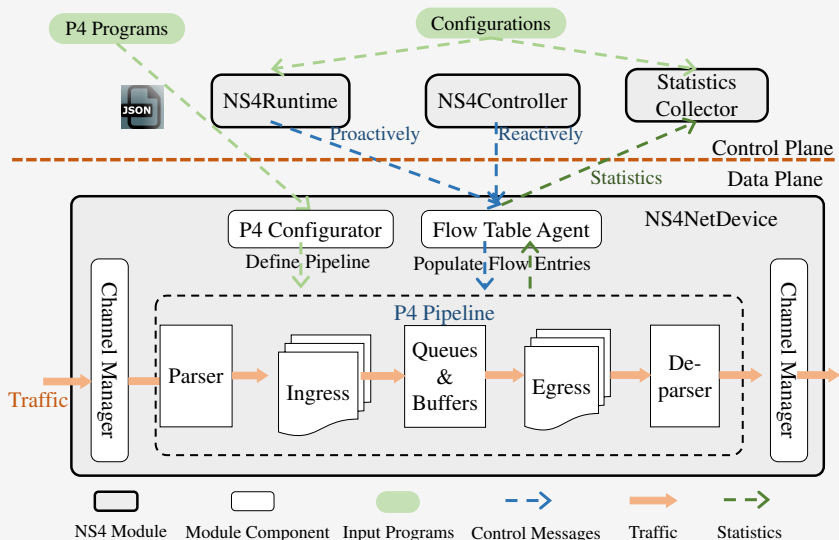 P4 Programs
Configurations
JSON
NS4Runtime
NS4Controller
Statistics
Collector
Proactively
Reactively
Control Plane
Statistics
Data Plane
NS4NetDevice
P4 Configurator
Flow Table Agent
Define Pipeline
Populate Flow Entries
Channel Manager
P4 Pipeline
Parser
Ingress
Queues
&
Buffers
Egress
De-
parser
Channel Manager
Traffic
NS4 Module
Module Component
Input Programs
Control Messages
Traffic
Statistics